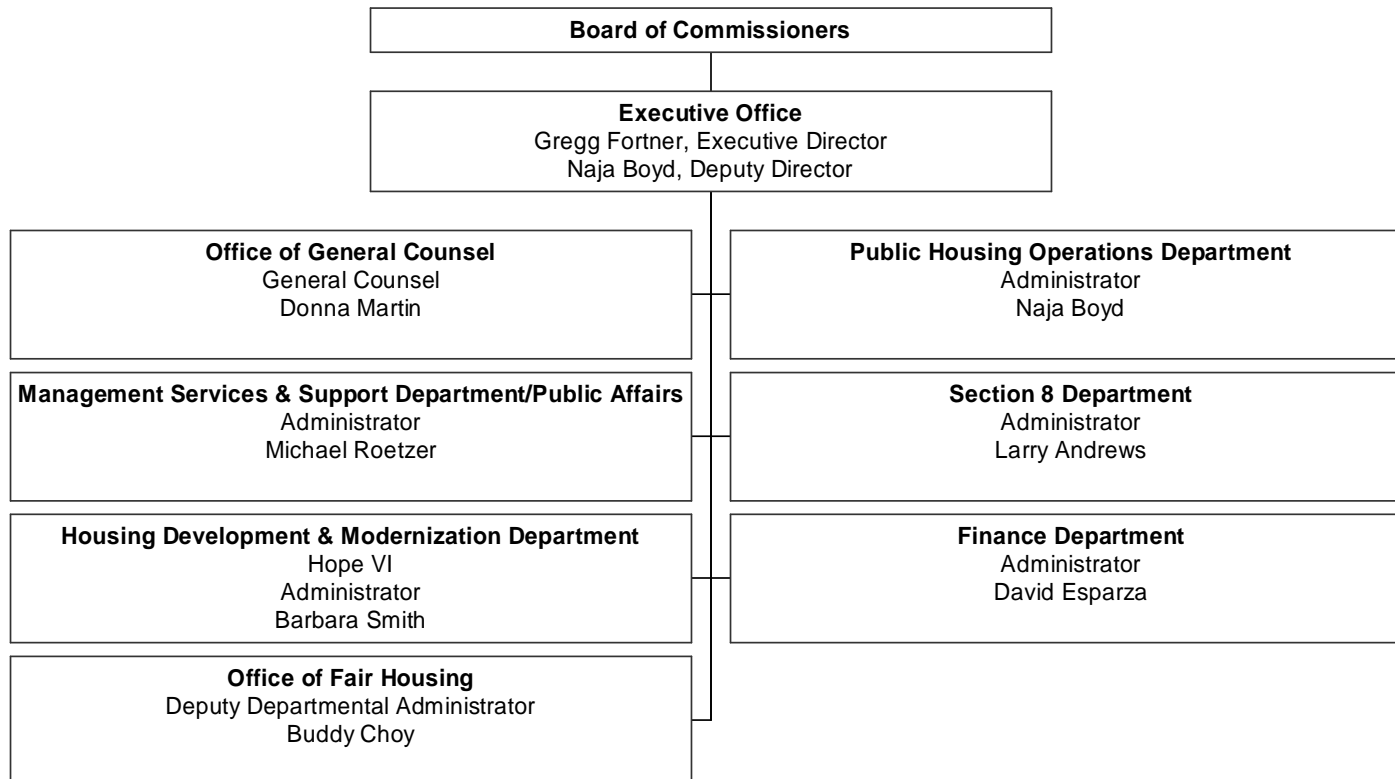 Board of Commissioners
Executive Office
Gregg Fortner, Executive Director
Naja Boyd, Deputy Director
Office of General Counsel
General Counsel
Donna Martin
Public Housing Operations Department
Administrator
Naja Boyd
Management Services & Support Department/Public Affairs
Administrator
Michael Roetzer
Section 8 Department
Administrator
Larry Andrews
Housing Development & Modernization Department
Hope VI
Administrator
Barbara Smith
Finance Department
Administrator
David Esparza
Office of Fair Housing
Deputy Departmental Administrator
Buddy Choy